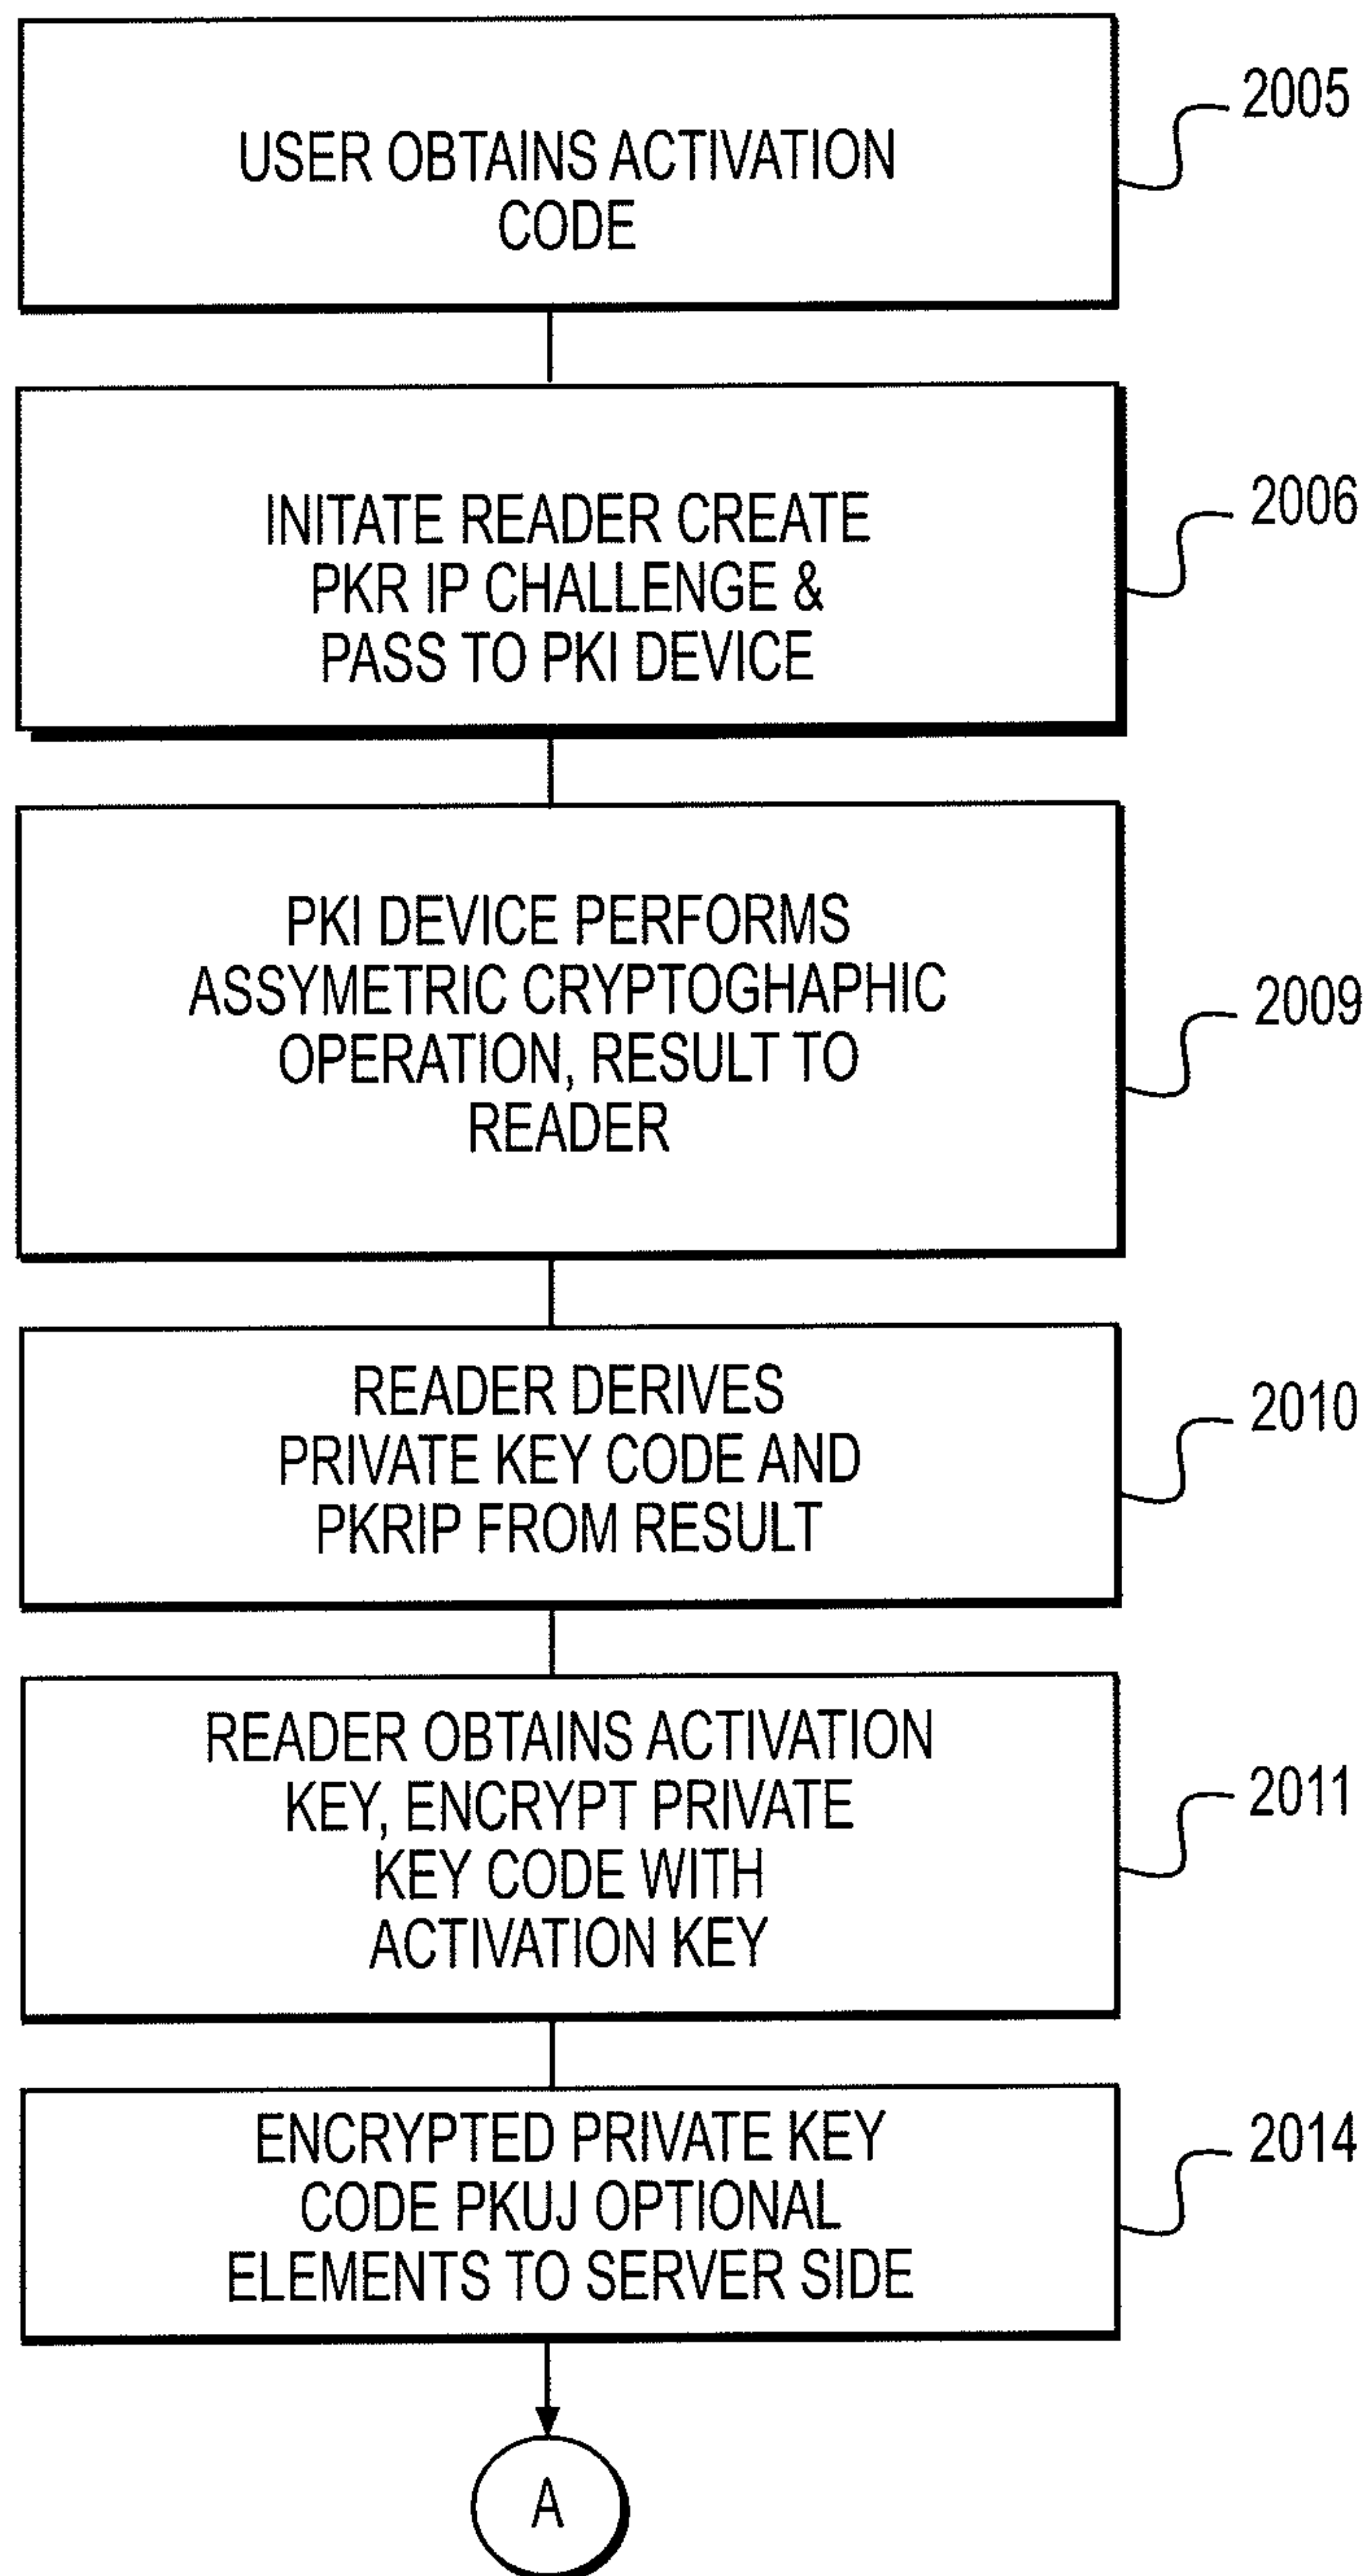 USER OBTAINS ACTIVATION
CODE
2005
INITATE READER CREATE
PKR IP CHALLENGE &
PASS TO PKI DEVICE
2006
PKI DEVICE PERFORMS
ASSYMETRIC CRYPTOGHAPHIC
OPERATION, RESULT TO
READER
2009
READER DERIVES
PRIVATE KEY CODE AND
PKRIP FROM RESULT
2010
READER OBTAINS ACTIVATION
KEY, ENCRYPT PRIVATE
KEY CODE WITH
ACTIVATION KEY
2011
ENCRYPTED PRIVATE KEY
CODE PKUJ OPTIONAL
ELEMENTS TO SERVER SIDE
2014
A